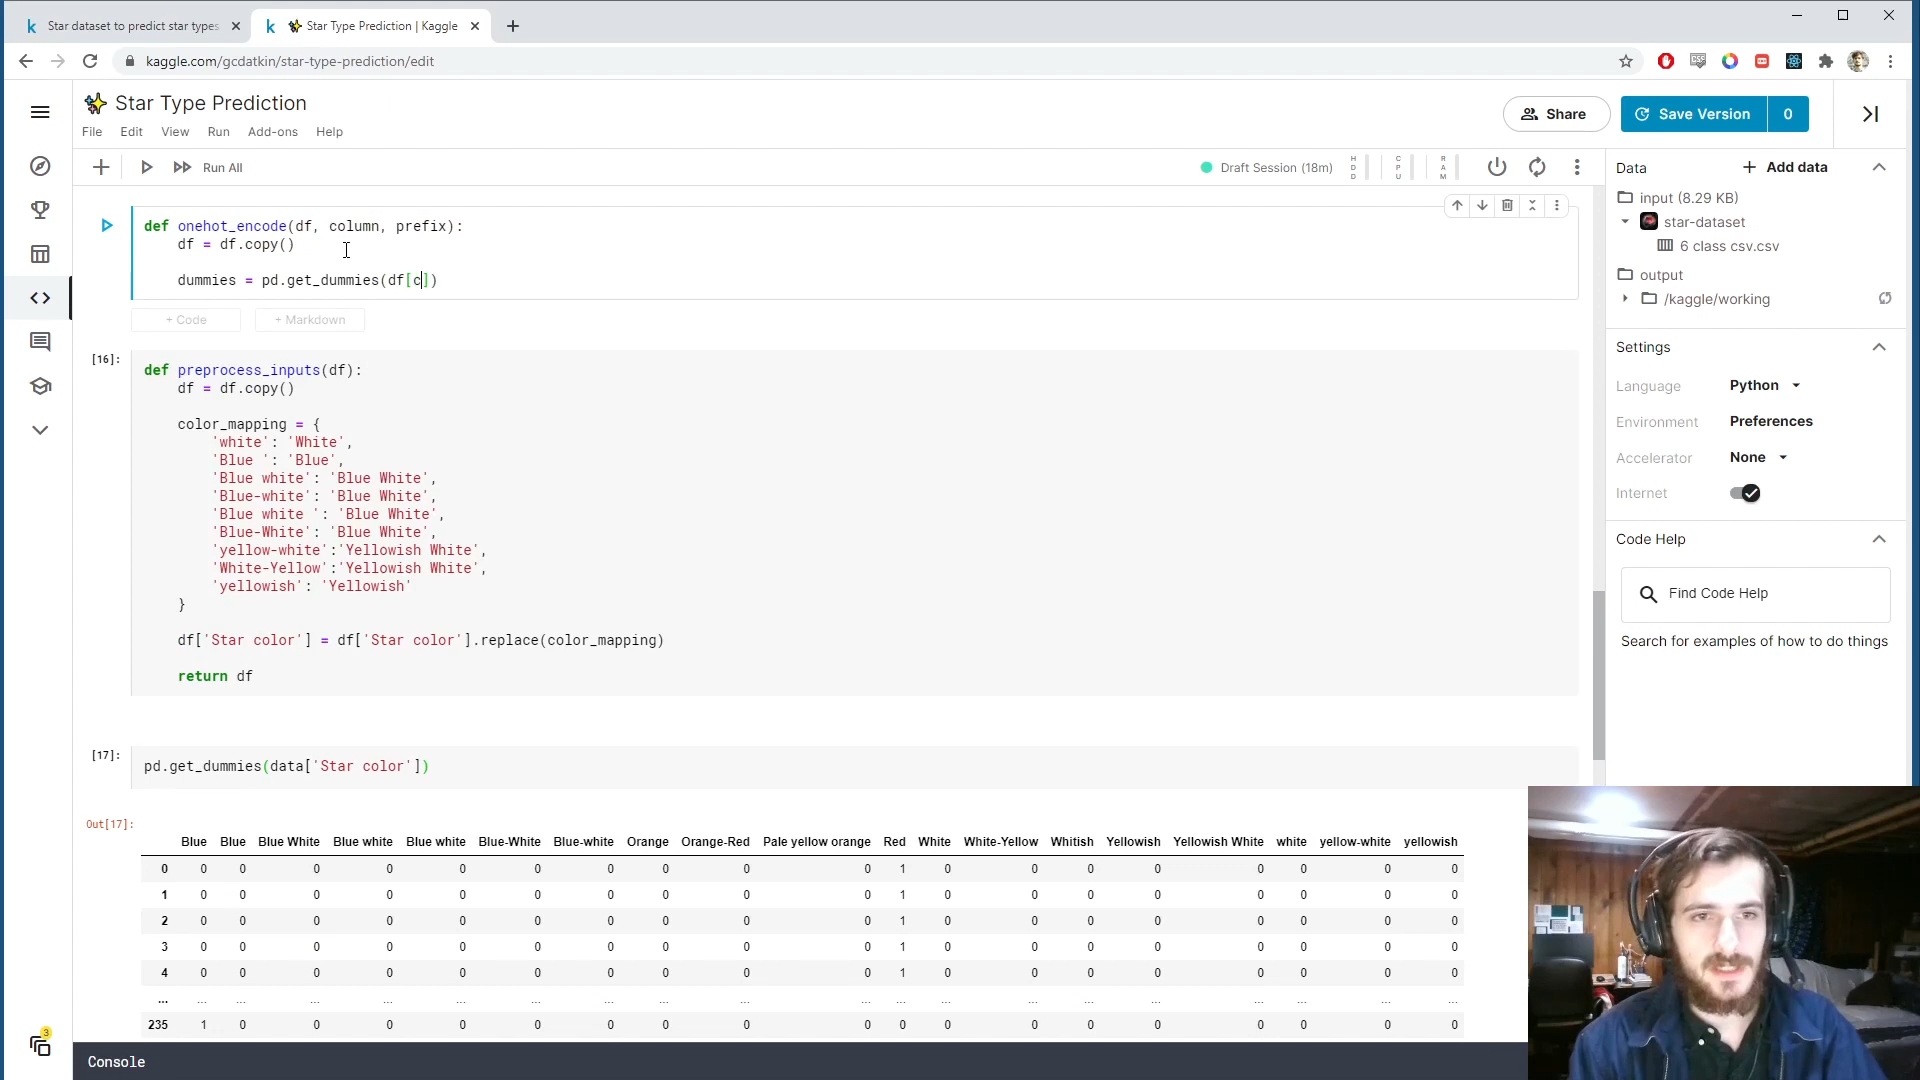 Star dataset to predict star types
Star Type Prediction | Kaggle
kaggle.com/gcdatkin/star-type-prediction/edit
Star Type Prediction
File Edit View Run Add-ons Help
Share
Save Version 0
Run All
Draft Session (18m)
HDD
CPU
RAM
Data
Add data
input (8.29 KB)
star-dataset
6 class csv.csv
output
/kaggle/working
Settings
Language Python
Environment Preferences
Accelerator None
Internet
Code Help
Find Code Help
Search for examples of how to do things
def onehot_encode(df, column, prefix):
df = df.copy()
dummies = pd.get_dummies(df[c])
+ Code
+ Markdown
[16]:
def preprocess_inputs(df):
df = df.copy()
color_mapping = {
'white': 'White',
'Blue ': 'Blue',
'Blue white': 'Blue White',
'Blue-white': 'Blue White',
'Blue white ': 'Blue White',
'Blue-White': 'Blue White',
'yellow-white':'Yellowish White',
'White-Yellow':'Yellowish White',
'yellowish': 'Yellowish'
}
df['Star color'] = df['Star color'].replace(color_mapping)
return df
[17]:
pd.get_dummies(data['Star color'])
Out[17]:
Blue Blue Blue White Blue white Blue white Blue-White Blue-white Orange Orange-Red Pale yellow orange Red White White-Yellow Whitish Yellowish Yellowish White white yellow-white yellowish
0 0 0 0 0 0 0 0 0 0 0 1 0 0 0 0 0 0 0 0
1 0 0 0 0 0 0 0 0 0 0 1 0 0 0 0 0 0 0 0
2 0 0 0 0 0 0 0 0 0 0 1 0 0 0 0 0 0 0 0
3 0 0 0 0 0 0 0 0 0 0 1 0 0 0 0 0 0 0 0
4 0 0 0 0 0 0 0 0 0 0 1 0 0 0 0 0 0 0 0
... ... ... ... ... ... ... ... ... ... ... ... ... ... ... ... ... ... ... ...
235 1 0 0 0 0 0 0 0 0 0 0 0 0 0 0 0 0 0 0
3
Console